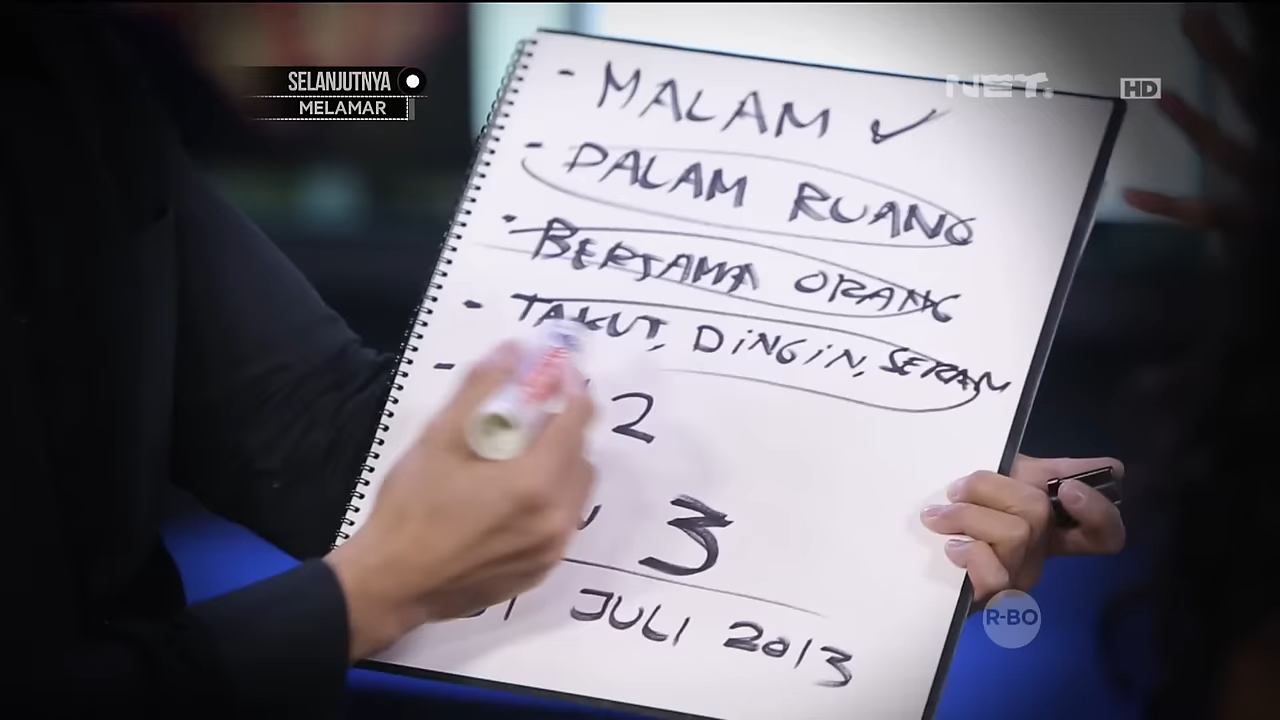 SELANJUTNYA
MELAMAR
NET.
HD
- MALAM ✓
- DALAM RUANG
- BERSAMA ORANG
- TAKUT, DINGIN, SERAM
- 2
3
JULI 2013
R-BO